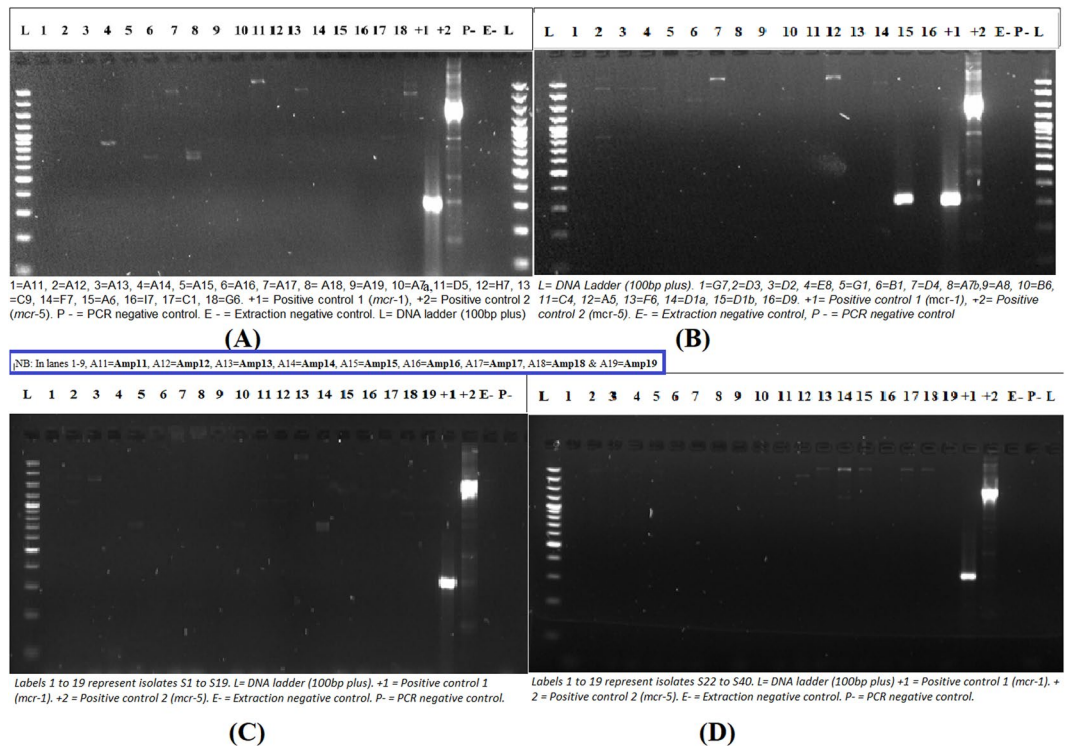 L 1 2 3 4 5 6 7 8 9 10 11 12 13 14 15 16 17 18 +1 +2 P- E- L
L 1 2 3 4 5 6 7 8 9 10 11 12 13 14 15 16 +1 +2 E- P- L
1=A11, 2=A12, 3=A13, 4=A14, 5=A15, 6=A16, 7=A17, 8= A18, 9=A19, 10=A7a, 11=D5, 12=H7, 13
=C9, 14=F7, 15=A6, 16=I7, 17=C1, 18=G6. +1= Positive control 1 (mcr-1), +2= Positive control 2
(mcr-5). P - = PCR negative control. E - = Extraction negative control. L= DNA ladder (100bp plus)
(A)
L= DNA Ladder (100bp plus). 1=G7, 2=D3, 3=D2, 4=E8, 5=G1, 6=B1, 7=D4, 8=A7b,9=A8, 10=B6,
11=C4, 12=A5, 13=F6, 14=D1a, 15=D1b, 16=D9. +1= Positive control 1 (mcr-1), +2= Positive
control 2 (mcr-5). E- = Extraction negative control, P - = PCR negative control
(B)
NB: In lanes 1-9, A11=Amp11, A12=Amp12, A13=Amp13, A14=Amp14, A15=Amp15, A16=Amp16, A17=Amp17, A18=Amp18 & A19=Amp19
L 1 2 3 4 5 6 7 8 9 10 11 12 13 14 15 16 17 18 19 +1 +2 E- P-
L 1 2 3 4 5 6 7 8 9 10 11 12 13 14 15 16 17 18 19 +1 +2 E- P- L
Labels 1 to 19 represent isolates S1 to S19. L= DNA ladder (100bp plus). +1 = Positive control 1
(mcr-1). +2 = Positive control 2 (mcr-5). E- = Extraction negative control. P- = PCR negative control.
(C)
Labels 1 to 19 represent isolates S22 to S40. L= DNA ladder (100bp plus) +1 = Positive control 1 (mcr-1). +
2 = Positive control 2 (mcr-5). E- = Extraction negative control. P- = PCR negative control.
(D)